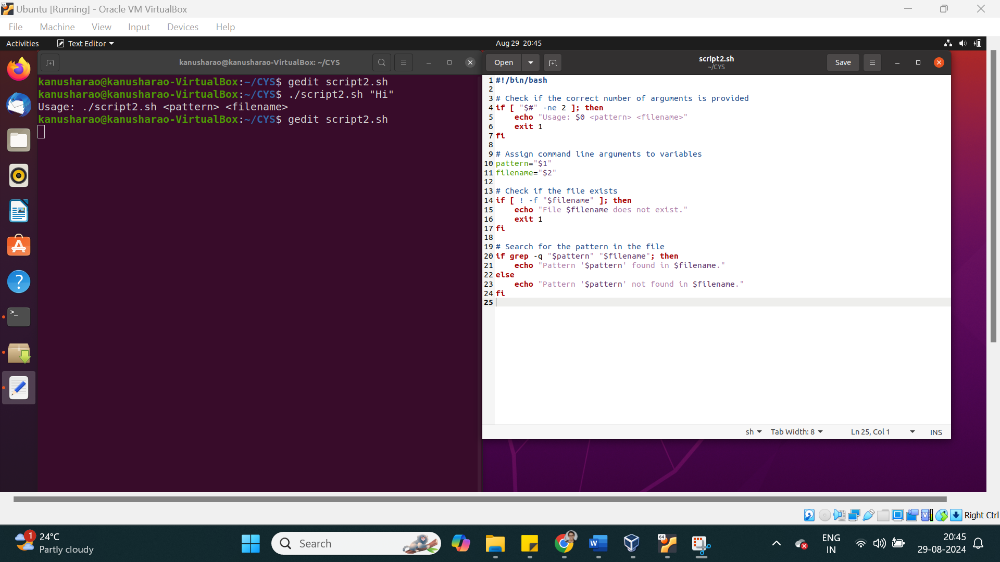 Ubuntu [Running] - Oracle VM VirtualBox
File Machine View Input Devices Help
Activities Text Editor Aug 29 20:45
kanusharao@kanusharao-VirtualBox: ~/CYS
kanusharao@kanusharao-VirtualBox:~/CYS$ gedit script2.sh
kanusharao@kanusharao-VirtualBox:~/CYS$ ./script2.sh "Hi"
Usage: ./script2.sh <pattern> <filename>
kanusharao@kanusharao-VirtualBox:~/CYS$ gedit script2.sh
Open script2.sh Save
~/CYS
1 #!/bin/bash
2
3 # Check if the correct number of arguments is provided
4 if [ "$#" -ne 2 ]; then
5     echo "Usage: $0 <pattern> <filename>"
6     exit 1
7 fi
8
9 # Assign command line arguments to variables
10 pattern="$1"
11 filename="$2"
12
13 # Check if the file exists
14 if [ ! -f "$filename" ]; then
15     echo "File $filename does not exist."
16     exit 1
17 fi
18
19 # Search for the pattern in the file
20 if grep -q "$pattern" "$filename"; then
21     echo "Pattern '$pattern' found in $filename."
22 else
23     echo "Pattern '$pattern' not found in $filename."
24 fi
25
sh Tab Width: 8 Ln 25, Col 1 INS
Right Ctrl
1 24°C
Partly cloudy
Search
64
W
ENG
IN
20:45
29-08-2024